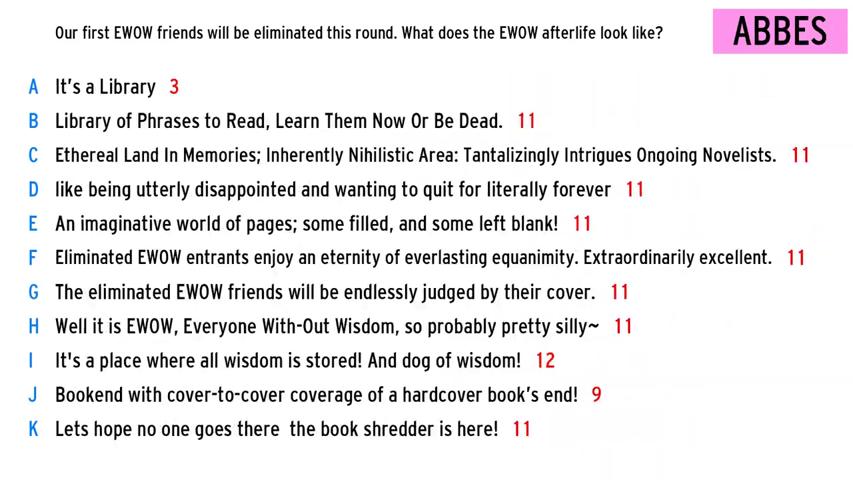 Our first EWOW friends will be eliminated this round. What does the EWOW afterlife look like?
ABBES
A It's a Library 3
B Library of Phrases to Read, Learn Them Now Or Be Dead. 11
C Ethereal Land In Memories; Inherently Nihilistic Area: Tantalizingly Intrigues Ongoing Novelists. 11
D like being utterly disappointed and wanting to quit for literally forever 11
E An imaginative world of pages; some filled, and some left blank! 11
F Eliminated EWOW entrants enjoy an eternity of everlasting equanimity. Extraordinarily excellent. 11
G The eliminated EWOW friends will be endlessly judged by their cover. 11
H Well it is EWOW, Everyone With-Out Wisdom, so probably pretty silly~ 11
I It's a place where all wisdom is stored! And dog of wisdom! 12
J Bookend with cover-to-cover coverage of a hardcover book's end! 9
K Lets hope no one goes there  the book shredder is here! 11